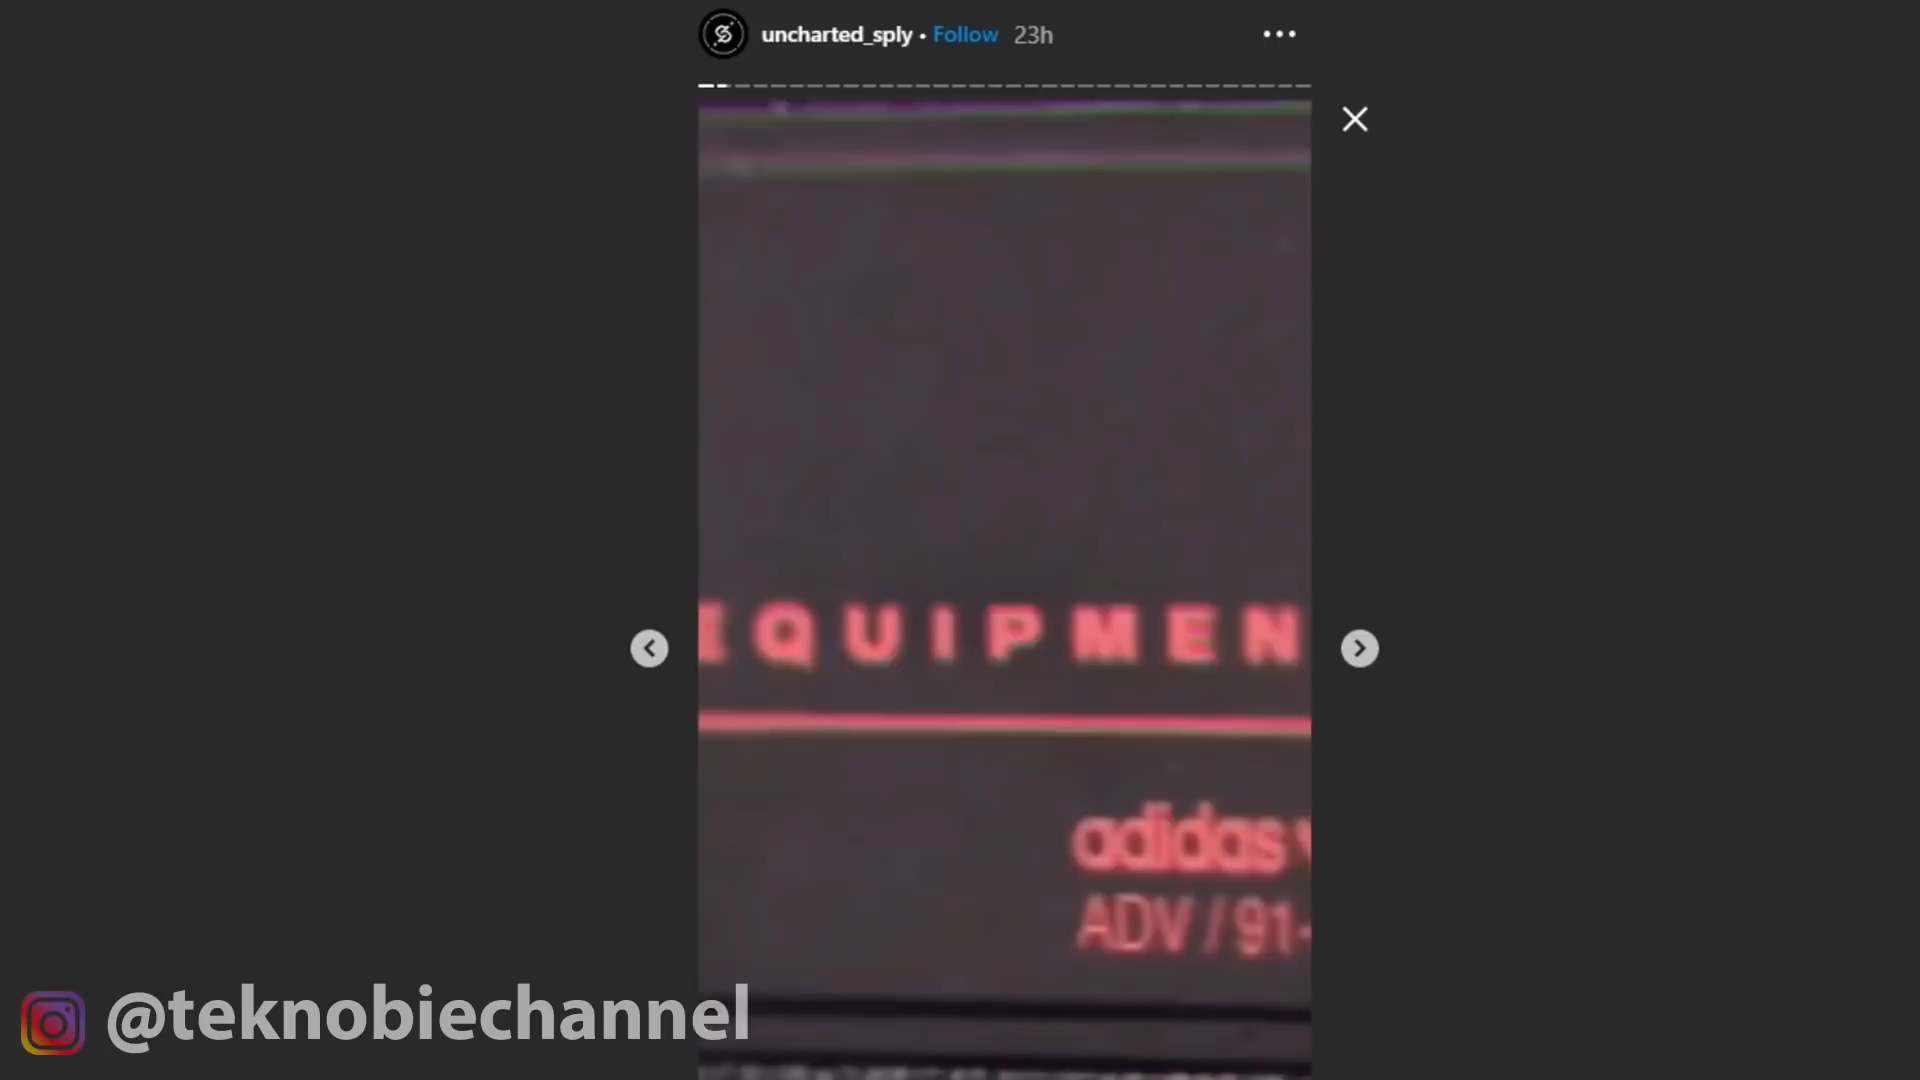 uncharted_sply • Follow 23h
EQUIPMEN
adidas
ADV / 91-
@teknobiechannel